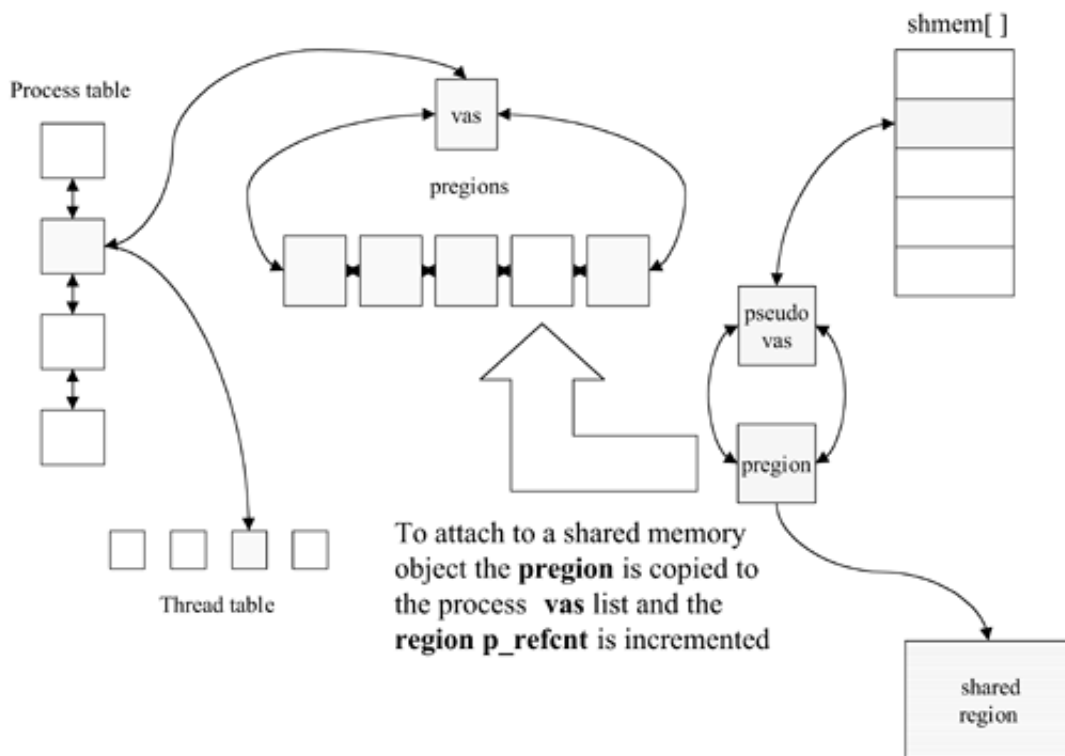 shmem[ ]
Process table
vas
pregions
pseudo
vas
pregion
To attach to a shared memory
object the pregion is copied to
the process vas list and the
region p_refcnt is incremented
Thread table
shared
region